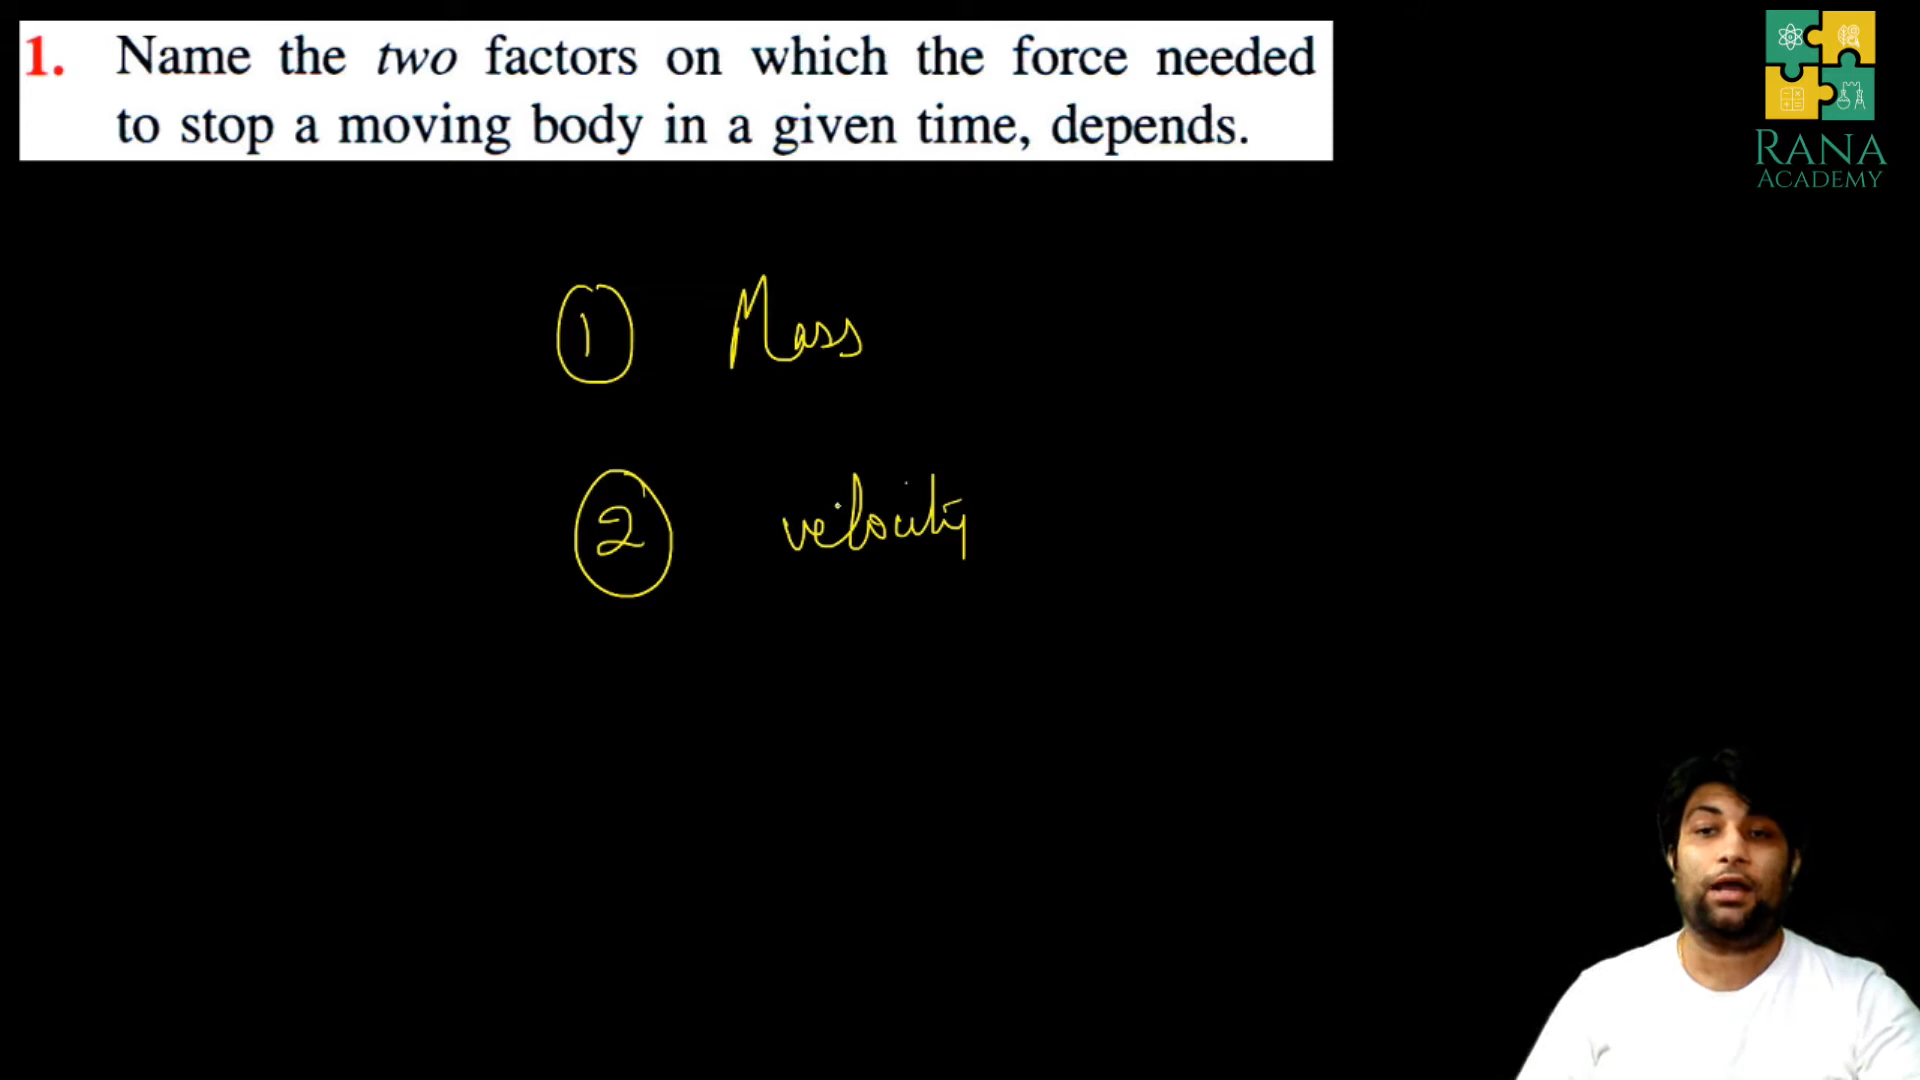 1. Name the two factors on which the force needed
to stop a moving body in a given time, depends.
RANA
ACADEMY
1 Mass
2 velocity